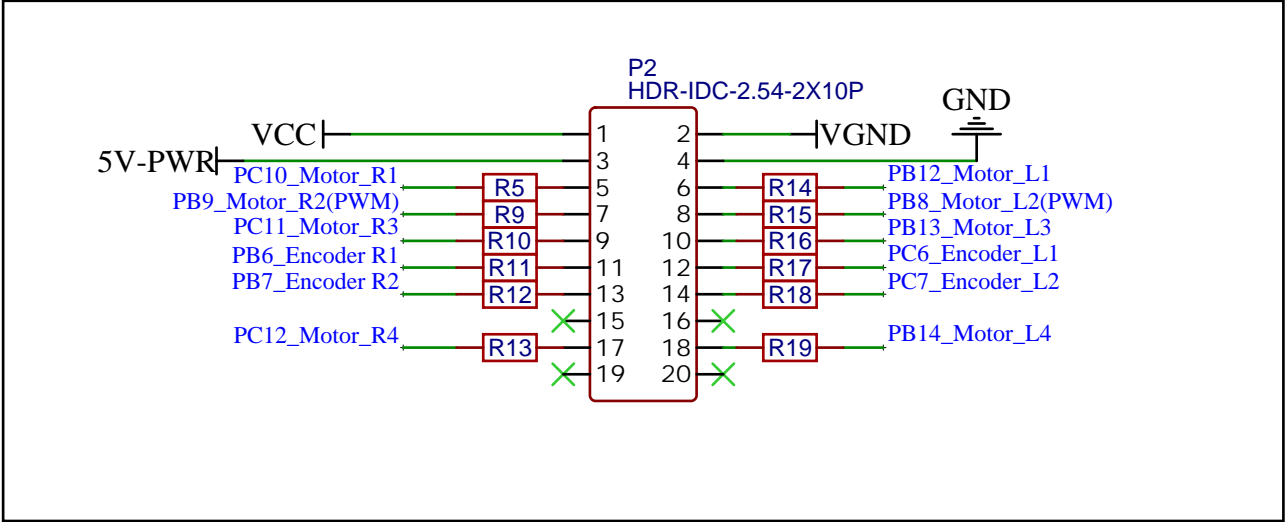 P2
HDR-IDC-2.54-2X10P
GND
VCC 1 2 VGND
5V-PWR 3 4
PC10_Motor_R1 R5 5 6 R14 PB12_Motor_L1
PB9_Motor_R2(PWM) R9 7 8 R15 PB8_Motor_L2(PWM)
PC11_Motor_R3 R10 9 10 R16 PB13_Motor_L3
PB6_Encoder R1 R11 11 12 R17 PC6_Encoder_L1
PB7_Encoder R2 R12 13 14 R18 PC7_Encoder_L2
15 16
PC12_Motor_R4 R13 17 18 R19 PB14_Motor_L4
19 20